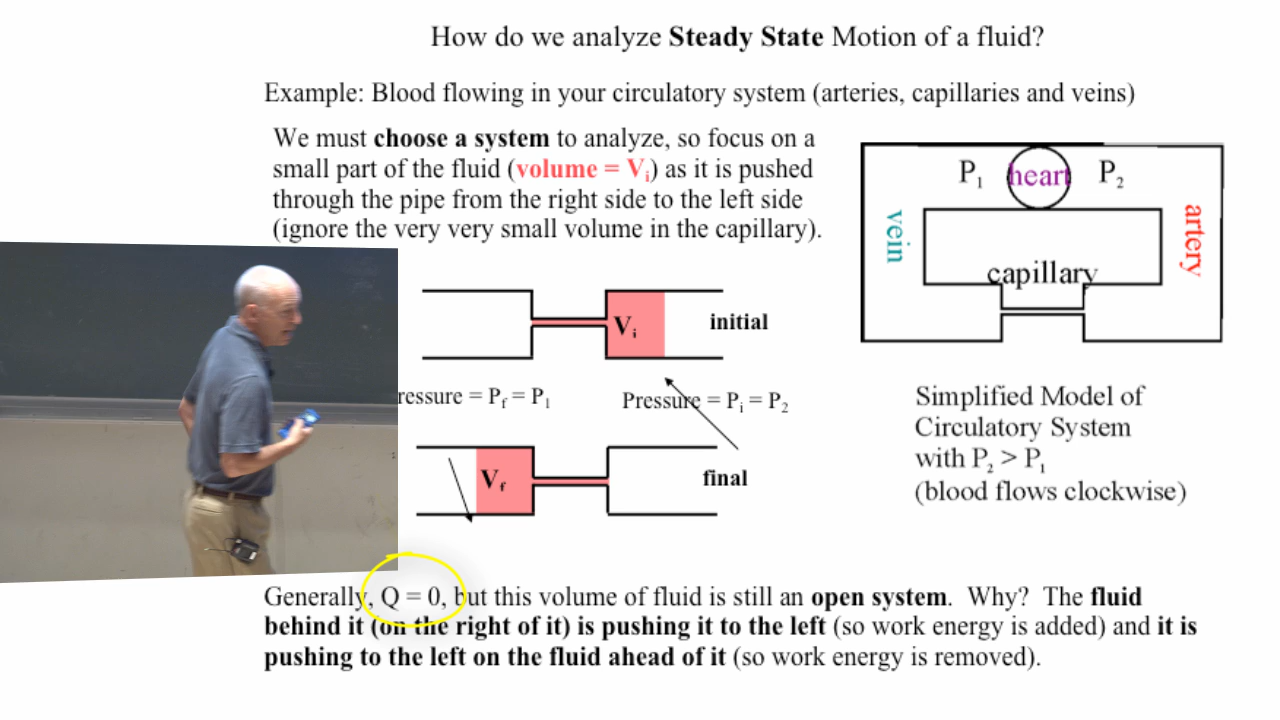 How do we analyze Steady State Motion of a fluid?
Example: Blood flowing in your circulatory system (arteries, capillaries and veins)
We must choose a system to analyze, so focus on a
small part of the fluid (volume = Vi) as it is pushed
through the pipe from the right side to the left side
(ignore the very very small volume in the capillary).
P1 heart P2
vein
artery
capillary
Vi
initial
ressure = Pf = P1
Pressure = Pi = P2
Vf
final
Simplified Model of
Circulatory System
with P2 > P1
(blood flows clockwise)
Generally, Q = 0, but this volume of fluid is still an open system. Why? The fluid
behind it (on the right of it) is pushing it to the left (so work energy is added) and it is
pushing to the left on the fluid ahead of it (so work energy is removed).